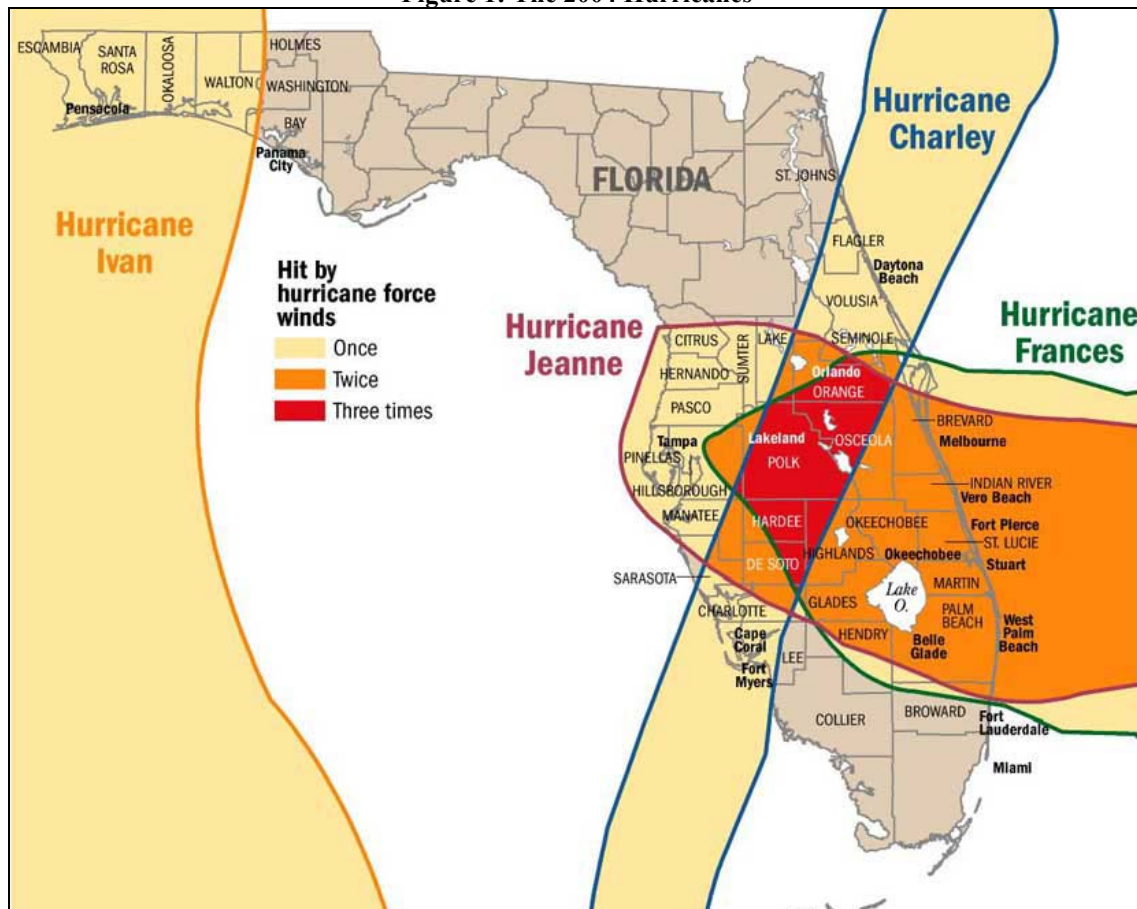 Figure 1: The 2004 Hurricanes
ESCAMBIA
SANTA
ROSA
OKALOOSA
WALTON
HOLMES
WASHINGTON
BAY
Pensacola
Panama
City
Hurricane
Ivan
FLORIDA
Hurricane
Charley
ST. JOHNS
FLAGLER
Daytona
Beach
VOLUSIA
Hit by
hurricane force
winds
Once
Twice
Three times
Hurricane
Jeanne
Hurricane
Frances
CITRUS
SUMTER
LAKE
SEMINOLE
HERNANDO
Orlando
ORANGE
PASCO
BREVARD
Melbourne
Tampa
Lakeland
OSCEOLA
PINELLAS
POLK
HILLSBOROUGH
INDIAN RIVER
Vero Beach
MANATEE
HARDEE
OKEECHOBEE
Fort Pierce
ST. LUCIE
DE SOTO
HIGHLANDS
Okeechobee
Stuart
SARASOTA
MARTIN
Lake
O.
CHARLOTTE
GLADES
PALM
BEACH
West
Palm
Beach
Cape
Coral
HENDRY
Belle
Glade
LEE
Fort
Myers
COLLIER
BROWARD
Fort
Lauderdale
Miami